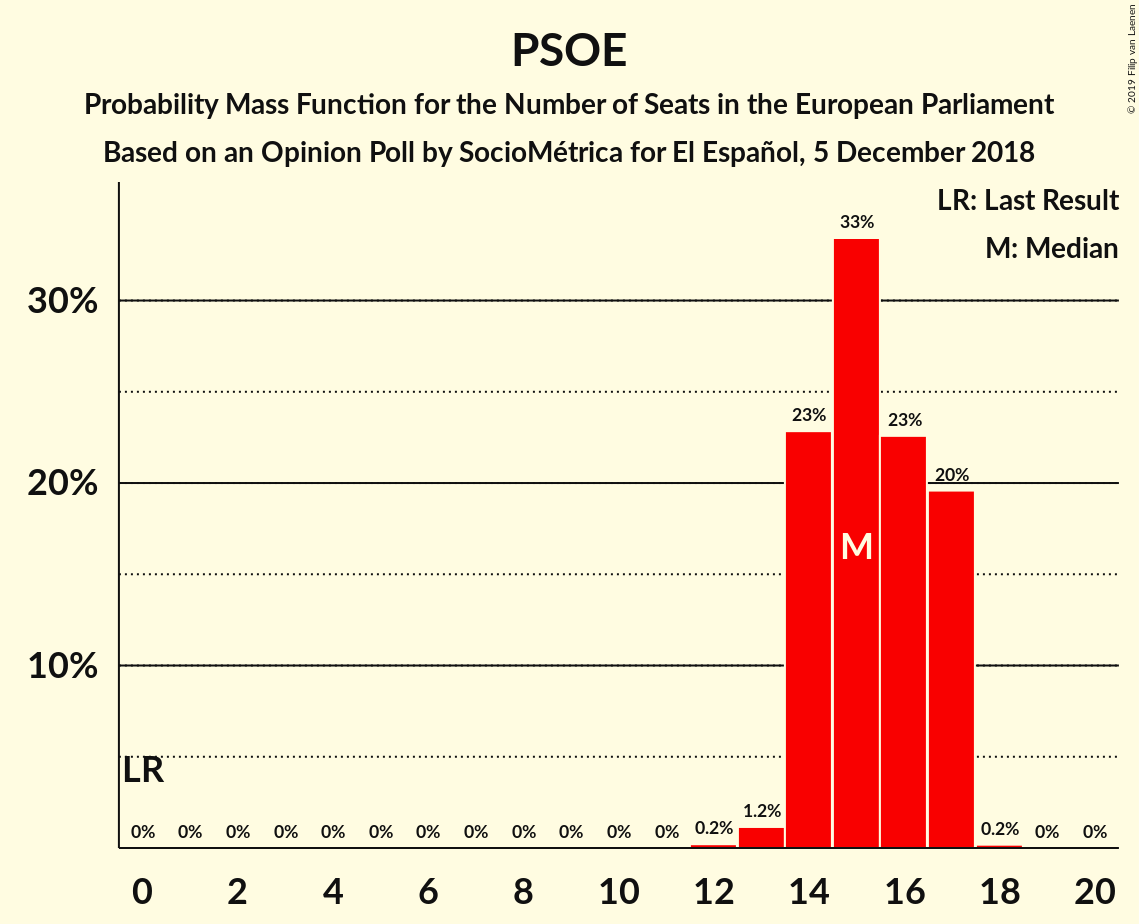 PSOE
Probability Mass Function for the Number of Seats in the European Parliament
Based on an Opinion Poll by SocioMétrica for El Español, 5 December 2018
© 2019 Filip van Laenen
LR: Last Result
M: Median
33%
30%
23%
23%
20%
20%
M
10%
LR
0% 0% 0% 0% 0% 0% 0% 0% 0% 0% 0% 0% 0.2% 1.2% 0.2% 0% 0%
0 2 4 6 8 10 12 14 16 18 20